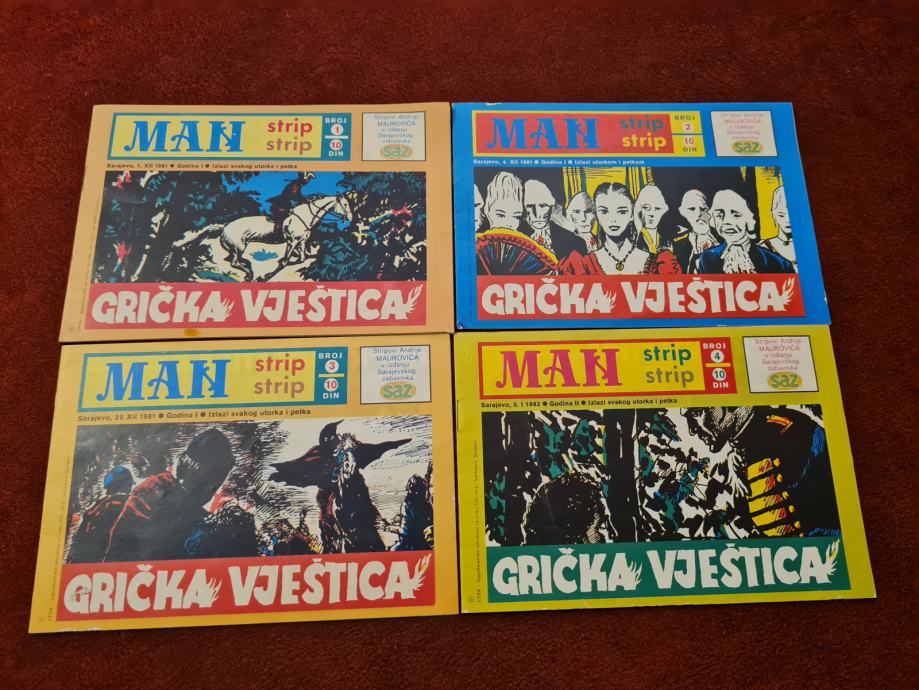 MAN
strip
strip
BROJ
1
10
DIN
Stripovi Andrije
MAUROVIĆA
u izdanju
Sarajevskog
zabavnika
saz
Sarajevo, 1. XII 1981 ● Godina I ● Izlazi svakog utorka i petka
GRIČKA VJEŠTICA
MAN
strip
strip
BROJ
2
10
DIN
Stripovi Andrije
MAUROVIĆA
u izdanju
Sarajevskog
zabavnika
saz
Sarajevo, 4. XII 1981 ● Godina I ● Izlazi utorkom i petkom
GRIČKA VJEŠTICA
MAN
strip
strip
BROJ
3
10
DIN
Stripovi Andrije
MAUROVIĆA
u izdanju
Sarajevskog
zabavnika
saz
Sarajevo, 25 XII 1981 ● Godina I ● Izlazi svakog utorka i petka
GRIČKA VJEŠTICA
MAN
strip
strip
BROJ
4
10
DIN
Stripovi Andrije
MAUROVIĆA
u izdanju
Sarajevskog
zabavnika
saz
Sarajevo, 5. I 1982 ● Godina II ● Izlazi svakog utorka i petka
GRIČKA VJEŠTICA